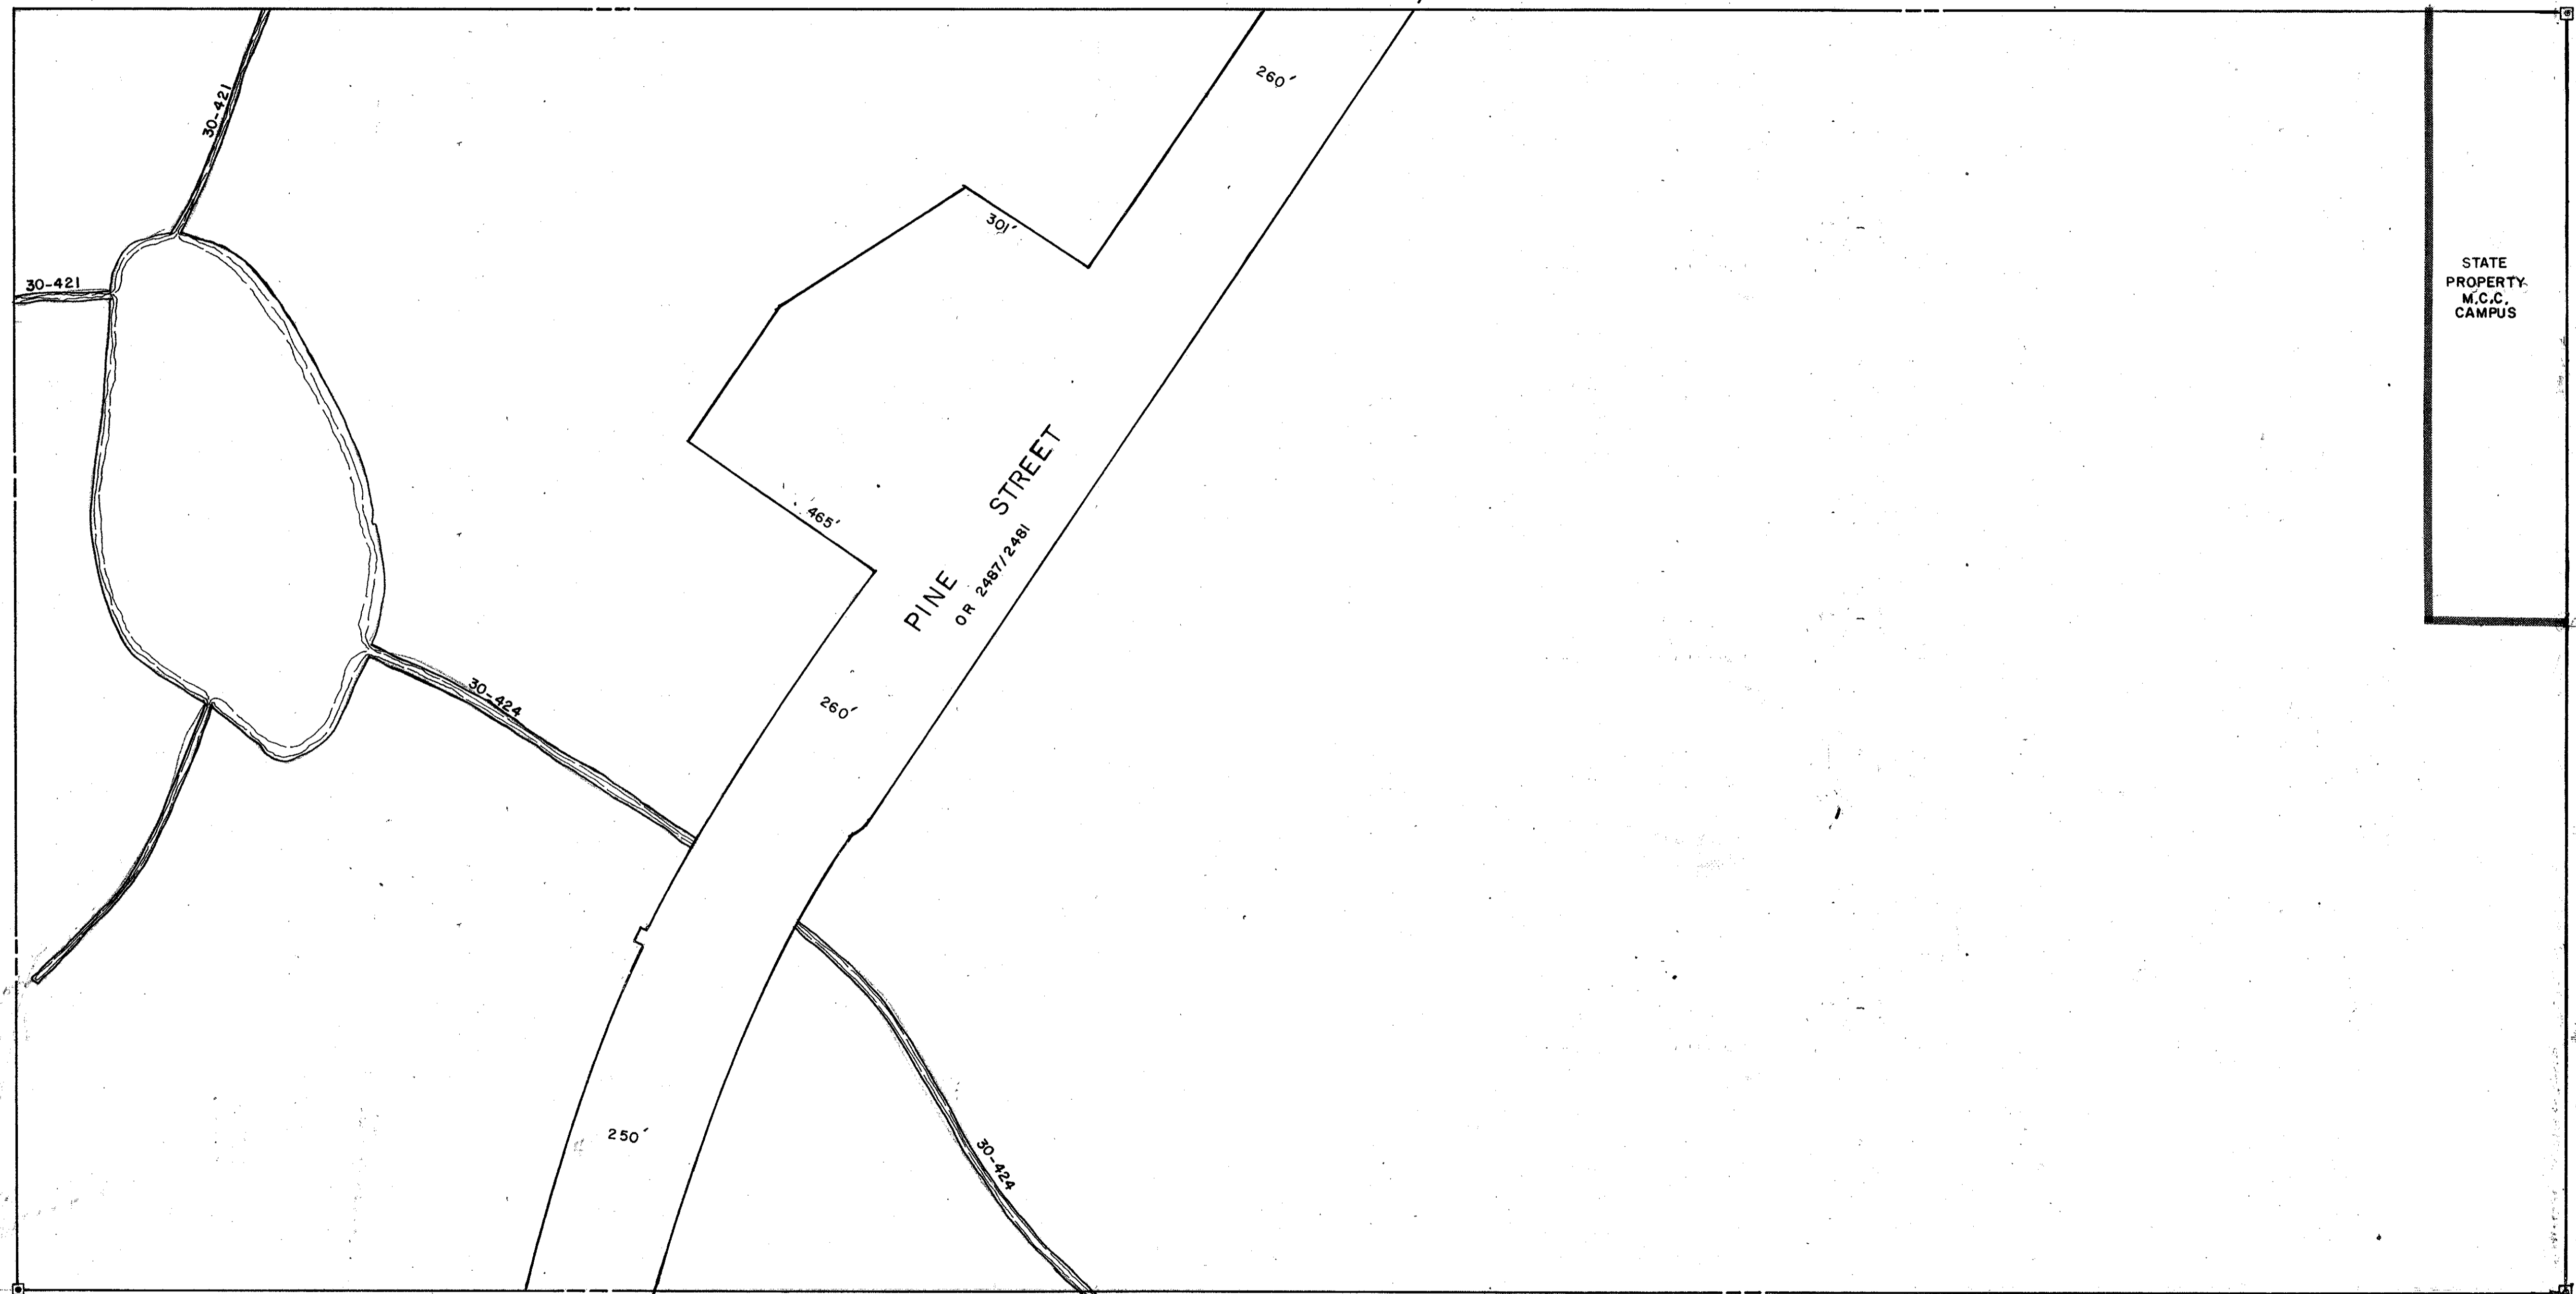 260′
30-421
301′
STATE
PROPERTY
M.C.C.
CAMPUS
30-421
465′
PINE STREET
OR 2487/2481
30-424
260′
250′
30-424